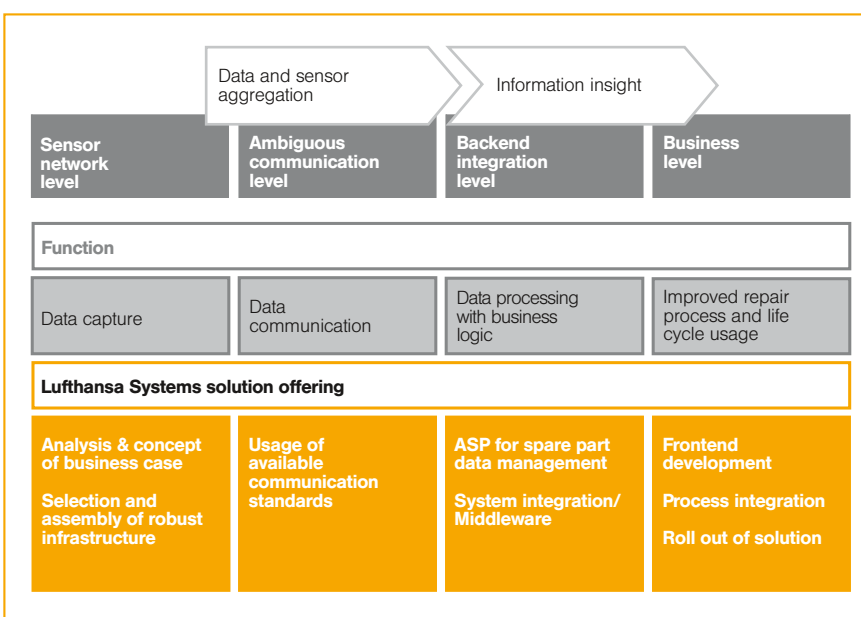 Data and sensor
aggregation
Information insight
Sensor
network
level
Ambiguous
communication
level
Backend
integration
level
Business
level
Function
Data capture
Data
communication
Data processing
with business
logic
Improved repair
process and life
cycle usage
Lufthansa Systems solution offering
Analysis & concept
of business case
Selection and
assembly of robust
infrastructure
Usage of
available
communication
standards
ASP for spare part
data management
System integration/
Middleware
Frontend
development
Process integration
Roll out of solution